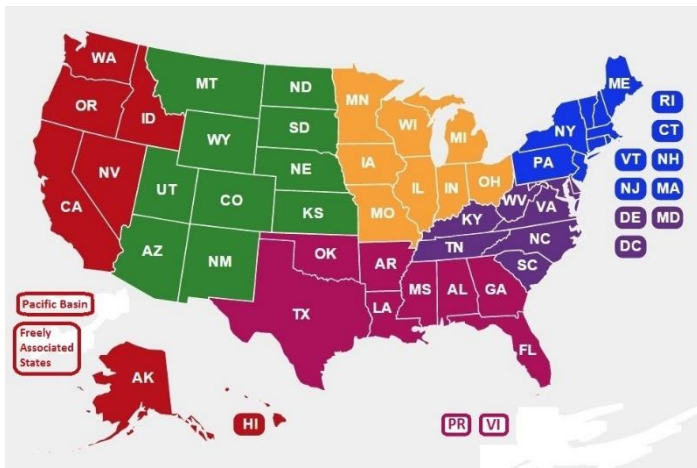 WA
MT
ND
MN
ME
RI
OR
ID
SD
WI
MI
NY
CT
WY
PA
VT
NH
NV
NE
IA
OH
NJ
MA
UT
CO
IL
IN
WV
VA
DE
MD
CA
KS
MO
KY
NC
DC
AZ
NM
OK
AR
TN
SC
TX
LA
MS
AL
GA
FL
Pacific Basin
Freely
Associated
States
AK
HI
PR
VI